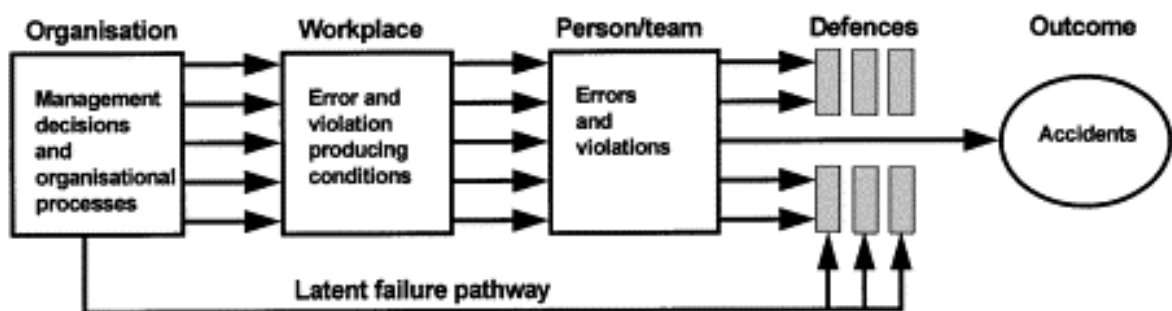 Organisation
Workplace
Person/team
Defences
Outcome
Management
decisions
and
organisational
processes
Error and
violation
producing
conditions
Errors
and
violations
Accidents
Latent failure pathway